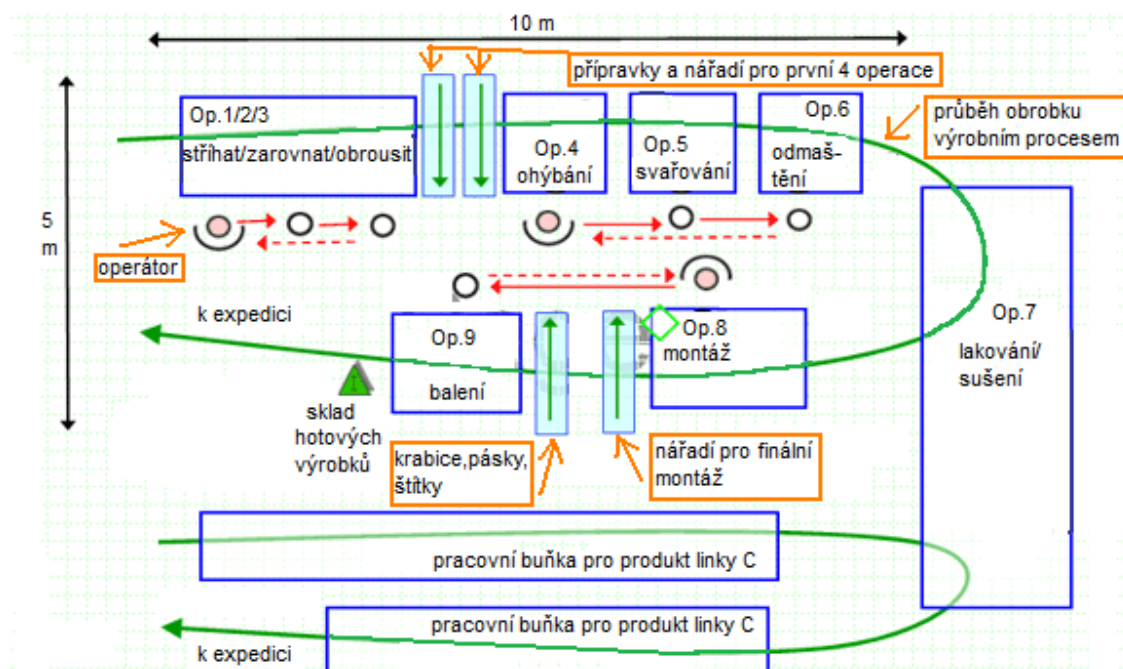 10 m
přípravky a nářadí pro první 4 operace
průběh obrobku
výrobním procesem
Op.1/2/3
stříhat/zarovnat/obrousit
Op.4
ohýbání
Op.5
svařování
Op.6
odmaš-
tění
5
m
operátor
k expedici
Op.9
balení
Op.8
montáž
Op.7
lakování/
sušení
sklad
hotových
výrobků
krabice,pásky,
štítky
nářadí pro finální
montáž
pracovní buňka pro produkt linky C
pracovní buňka pro produkt linky C
k expedici